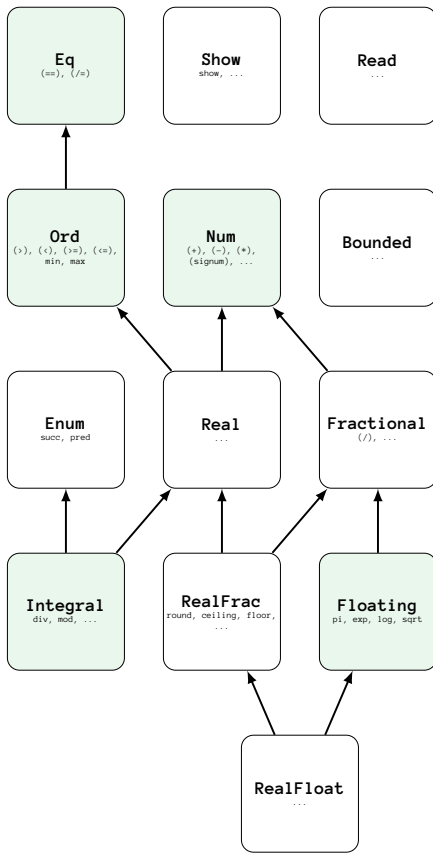 Eq
(==), (/=)
Show
show, ...
Read
...
Ord
(>), (<), (>=), (<=),
min, max
Num
(+), (-), (*),
(signum), ...
Bounded
...
Enum
succ, pred
Real
...
Fractional
(/), ...
Integral
div, mod, ...
RealFrac
round, ceiling, floor,
...
Floating
pi, exp, log, sqrt
RealFloat
...